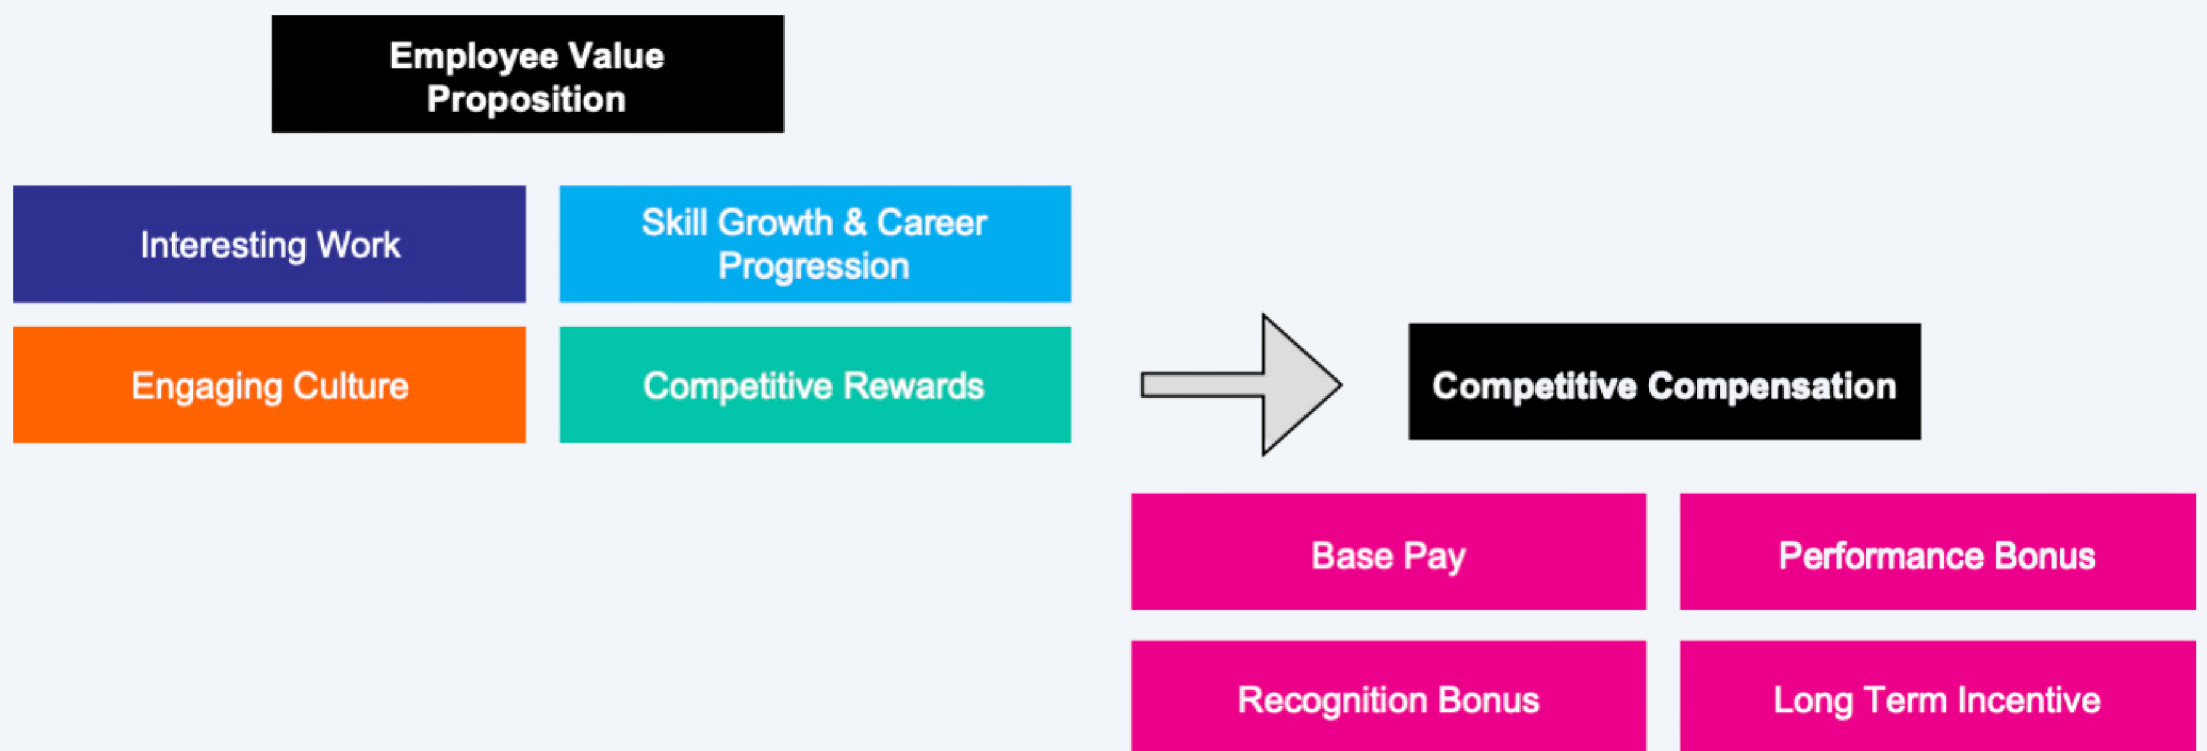 Employee Value
Proposition
Interesting Work
Skill Growth & Career
Progression
Engaging Culture
Competitive Rewards
Competitive Compensation
Base Pay
Performance Bonus
Recognition Bonus
Long Term Incentive